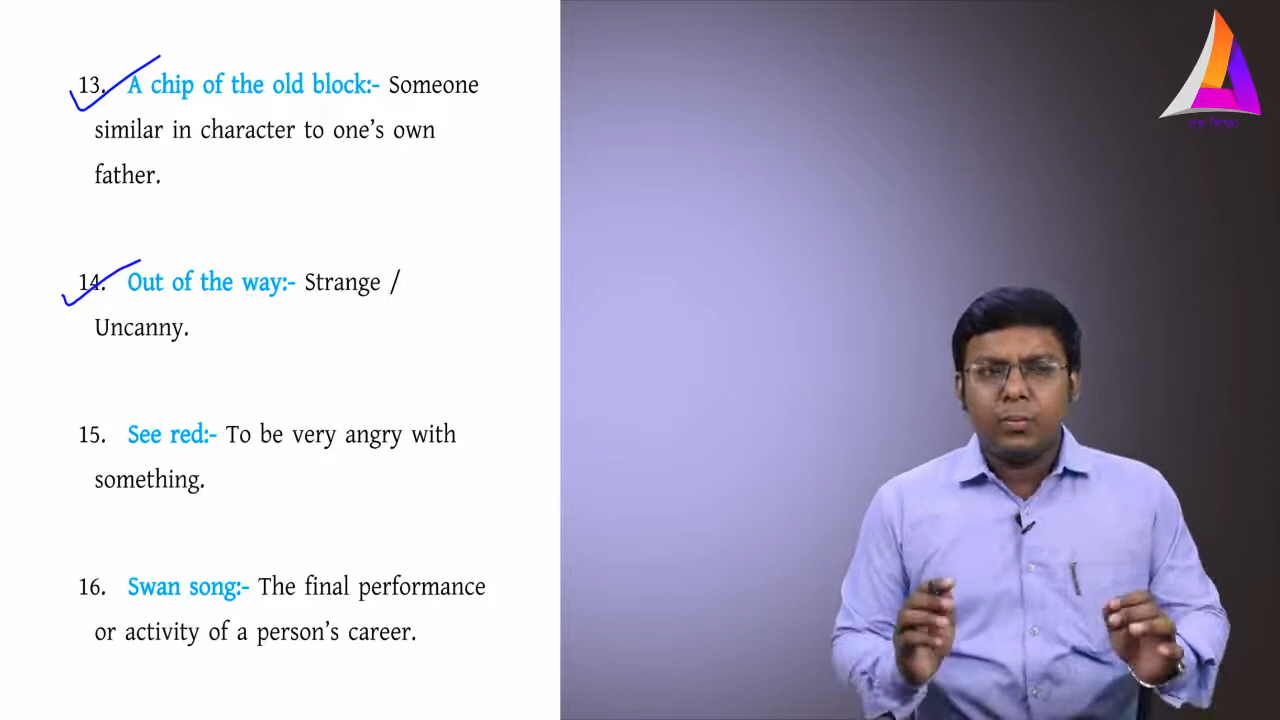 13. A chip of the old block:- Someone
similar in character to one's own
father.
14. Out of the way:- Strange /
Uncanny.
15. See red:- To be very angry with
something.
16. Swan song:- The final performance
or activity of a person's career.